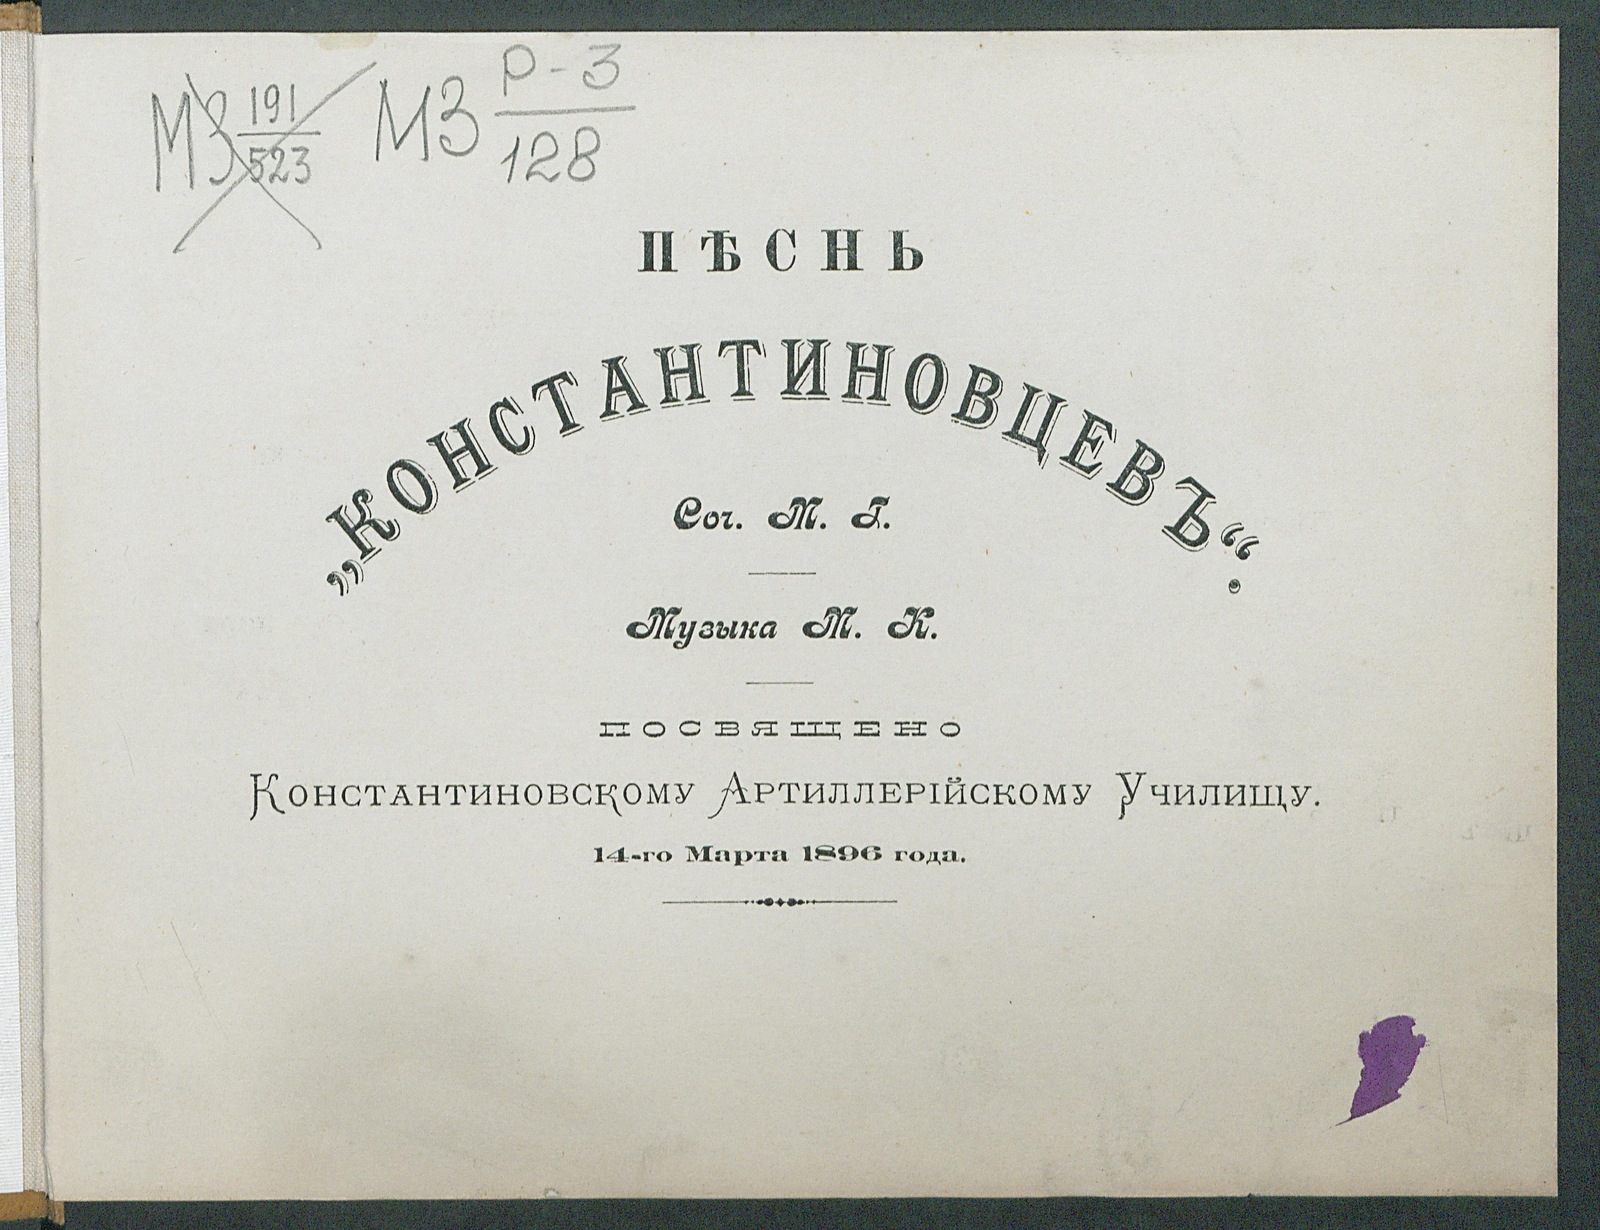 МЗ 191/523 МЗ Р-3/128
ПѢСНЬ
„КОНСТАНТИНОВЦЕВЪ“.
Соч. М. Г.
Музыка М. К.
ПОСВЯЩЕНО
Константиновскому Артиллерійскому Училищу.
14-го Марта 1896 года.